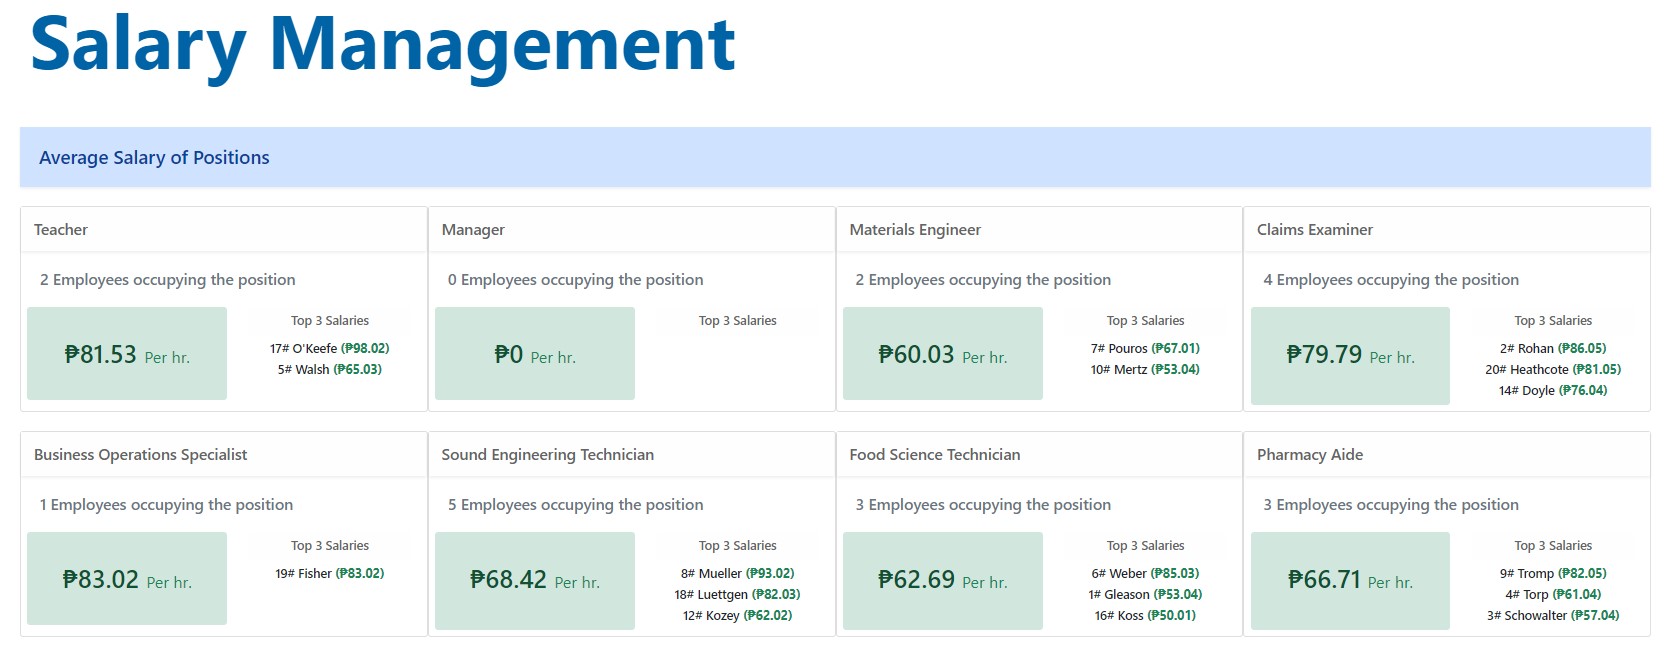 Salary Management
Average Salary of Positions
Teacher
2 Employees occupying the position
₱81.53 Per hr.
Top 3 Salaries
17# O'Keefe (₱98.02)
5# Walsh (₱65.03)
Manager
0 Employees occupying the position
₱0 Per hr.
Top 3 Salaries
Materials Engineer
2 Employees occupying the position
₱60.03 Per hr.
Top 3 Salaries
7# Pouros (₱67.01)
10# Mertz (₱53.04)
Claims Examiner
4 Employees occupying the position
₱79.79 Per hr.
Top 3 Salaries
2# Rohan (₱86.05)
20# Heathcote (₱81.05)
14# Doyle (₱76.04)
Business Operations Specialist
1 Employees occupying the position
₱83.02 Per hr.
Top 3 Salaries
19# Fisher (₱83.02)
Sound Engineering Technician
5 Employees occupying the position
₱68.42 Per hr.
Top 3 Salaries
8# Mueller (₱93.02)
18# Luettgen (₱82.03)
12# Kozey (₱62.02)
Food Science Technician
3 Employees occupying the position
₱62.69 Per hr.
Top 3 Salaries
6# Weber (₱85.03)
1# Gleason (₱53.04)
16# Koss (₱50.01)
Pharmacy Aide
3 Employees occupying the position
₱66.71 Per hr.
Top 3 Salaries
9# Tromp (₱82.05)
4# Torp (₱61.04)
3# Schowalter (₱57.04)